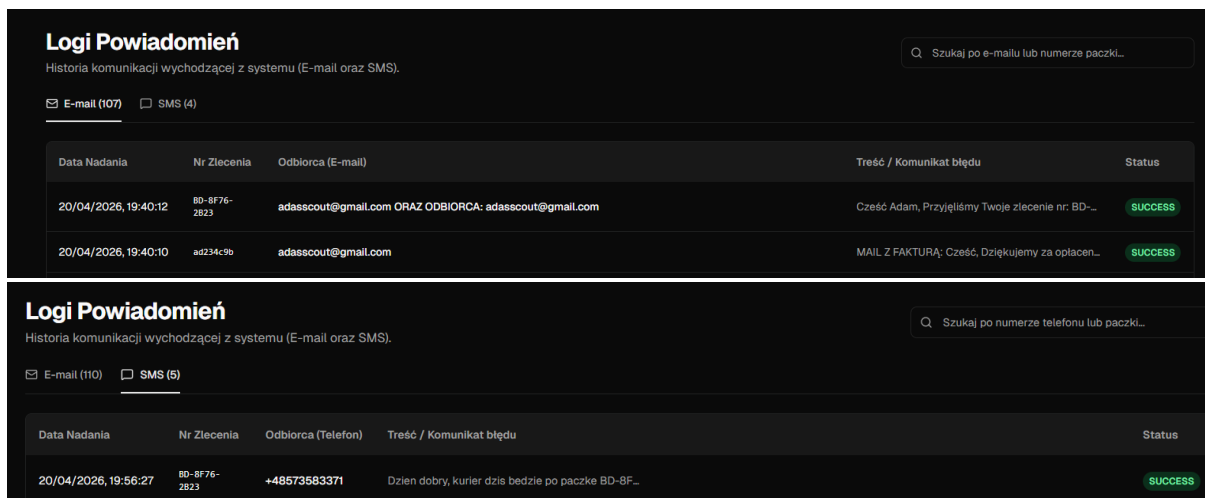 Logi Powiadomień
Historia komunikacji wychodzącej z systemu (E-mail oraz SMS).
Szukaj po e-mailu lub numerze paczki...
E-mail (107) SMS (4)
Data Nadania Nr Zlecenia Odbiorca (E-mail) Treść / Komunikat błędu Status
20/04/2026, 19:40:12 BD-8F76-2B23 adasscout@gmail.com ORAZ ODBIORCA: adasscout@gmail.com Cześć Adam, Przyjęliśmy Twoje zlecenie nr: BD-... SUCCESS
20/04/2026, 19:40:10 ad234c9b adasscout@gmail.com MAIL Z FAKTURĄ: Cześć, Dziękujemy za opłacen... SUCCESS
Logi Powiadomień
Historia komunikacji wychodzącej z systemu (E-mail oraz SMS).
Szukaj po numerze telefonu lub paczki...
E-mail (110) SMS (5)
Data Nadania Nr Zlecenia Odbiorca (Telefon) Treść / Komunikat błędu Status
20/04/2026, 19:56:27 BD-8F76-2B23 +48573583371 Dzien dobry, kurier dzis bedzie po paczke BD-8F... SUCCESS